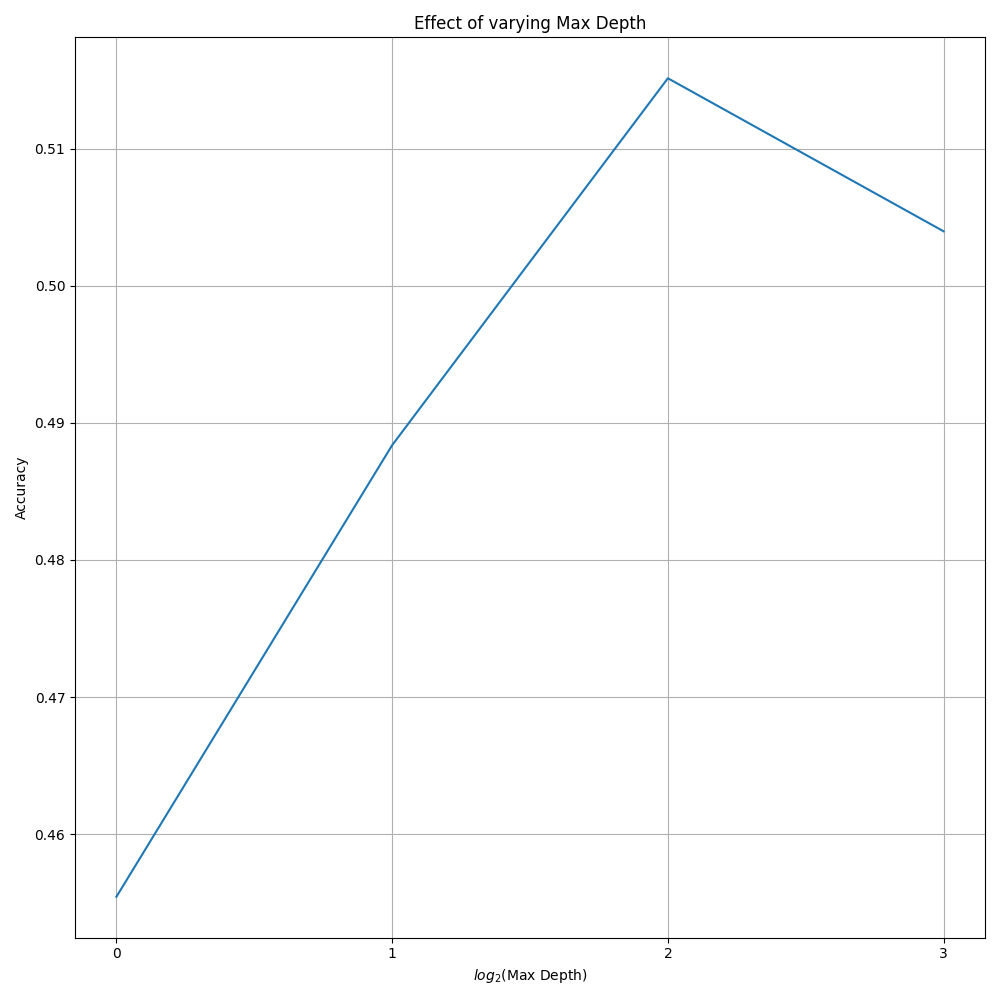 Effect of varying Max Depth
0.51
0.50
0.49
0.48
0.47
0.46
Accuracy
0 1 2 3
log₂(Max Depth)